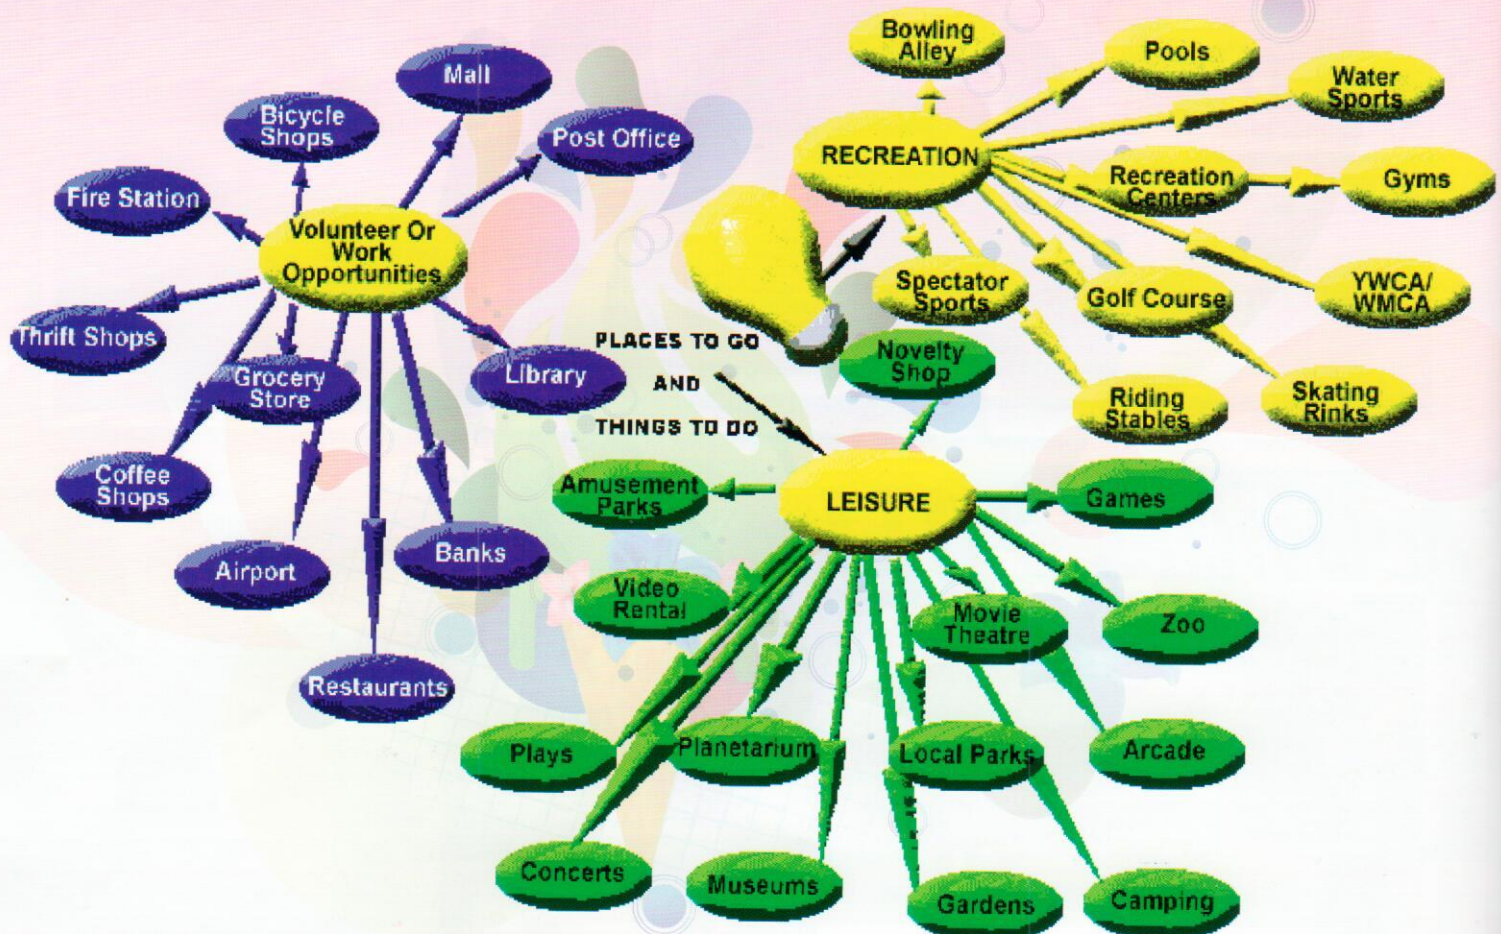 Mall
Bicycle
Shops
Post Office
Fire Station
Volunteer Or
Work
Opportunities
Thrift Shops
Grocery
Store
Library
Coffee
Shops
Airport
Banks
Restaurants
Bowling
Alley
Pools
Water
Sports
RECREATION
Recreation
Centers
Gyms
Spectator
Sports
Golf Course
YWCA/
WMCA
Riding
Stables
Skating
Rinks
PLACES TO GO
AND
THINGS TO DO
Novelty
Shop
Amusement
Parks
LEISURE
Games
Video
Rental
Movie
Theatre
Zoo
Plays
Planetarium
Local Parks
Arcade
Concerts
Museums
Gardens
Camping